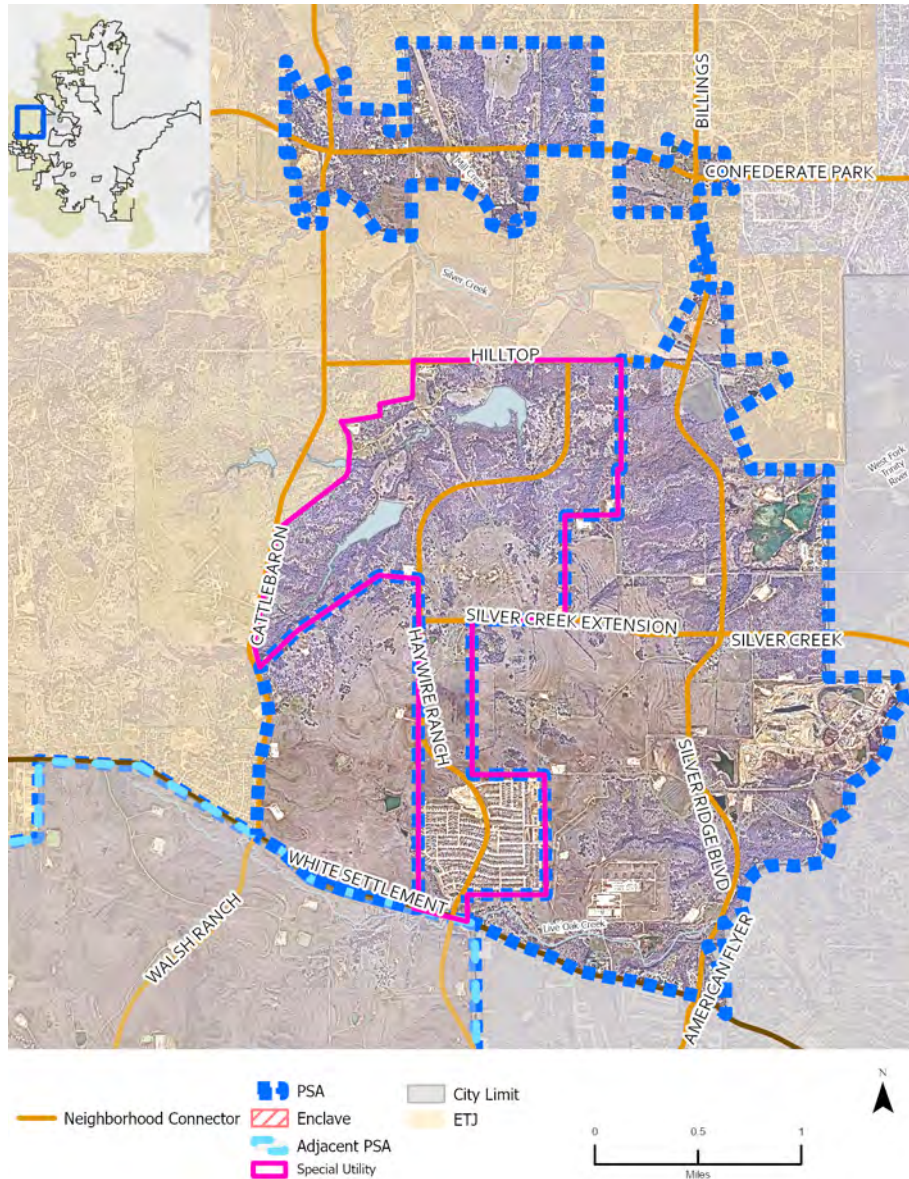 BILLINGS
CONFEDERATE PARK
Silver Creek
HILLTOP
West Fork
Trinity
River
CATTLEBARON
SILVER CREEK EXTENSION
SILVER CREEK
HAYWIRE RANCH
SILVER RIDGE BLVD
WHITE SETTLEMENT
WALSH RANCH
Live Oak Creek
AMERICAN FLYER
N
PSA
City Limit
Neighborhood Connector
Enclave
ETJ
Adjacent PSA
Special Utility
0
0.5
1
Miles